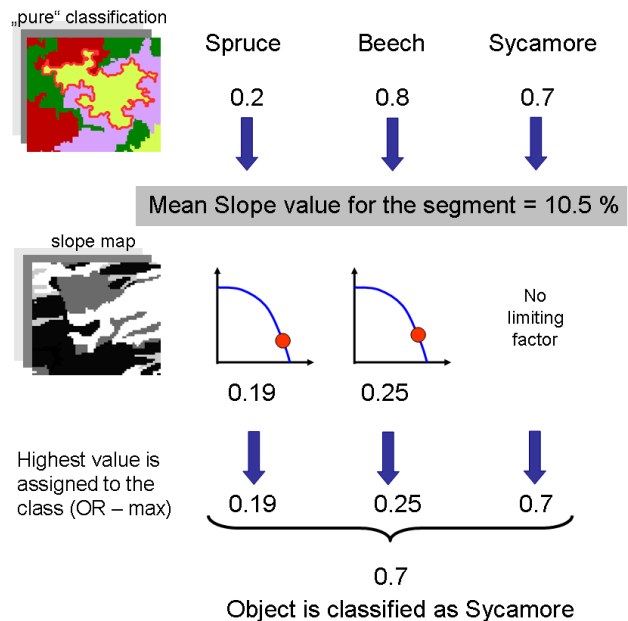 „pure“ classification
Spruce Beech Sycamore
0.2 0.8 0.7
Mean Slope value for the segment = 10.5 %
slope map
No
limiting
factor
0.19 0.25
Highest value is
assigned to the
class (OR – max)
0.19 0.25 0.7
0.7
Object is classified as Sycamore